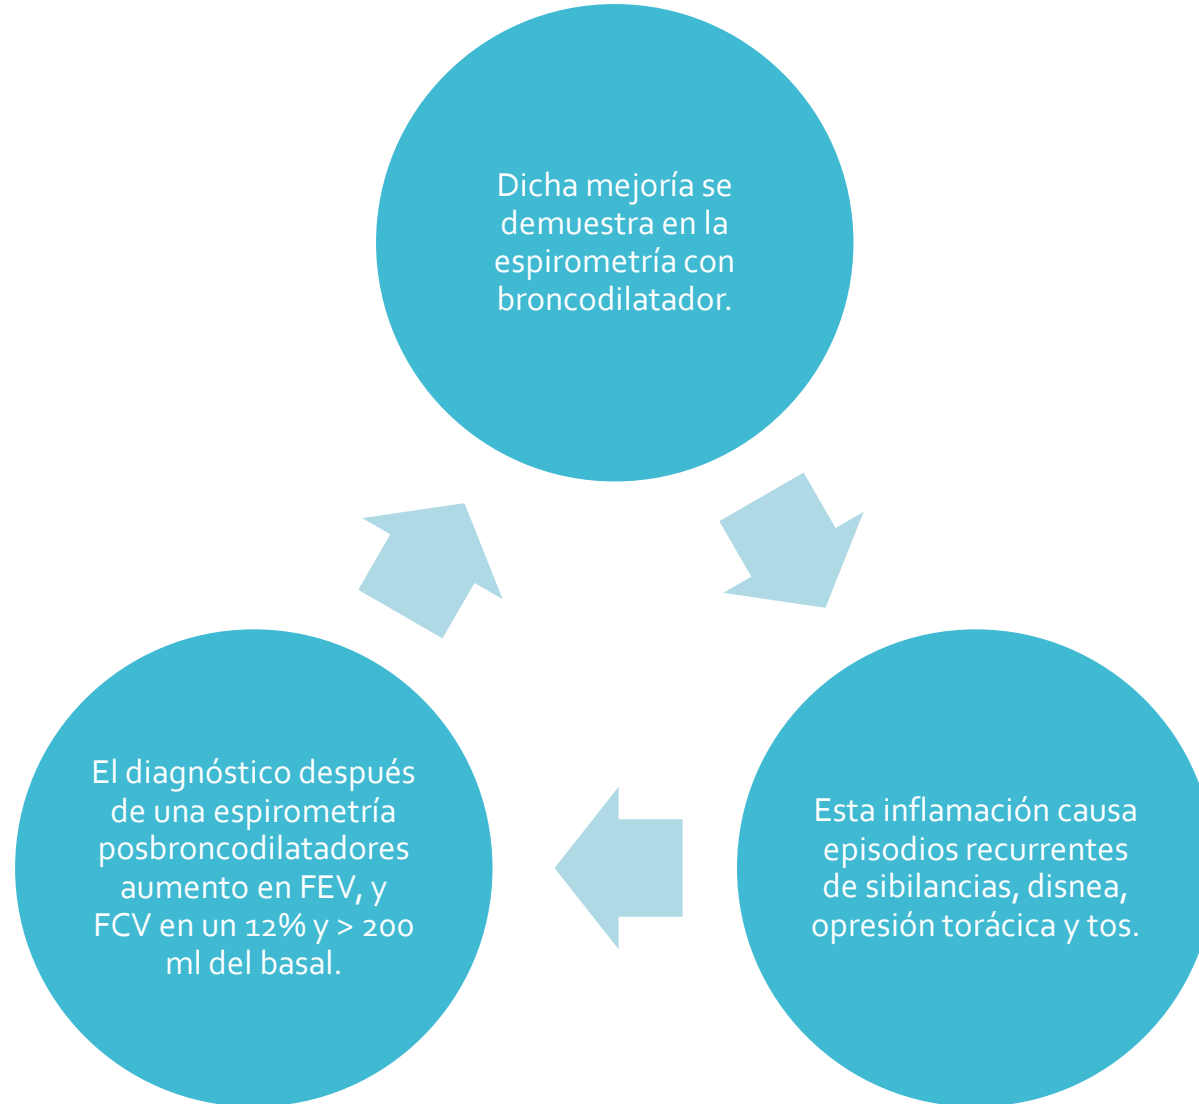 Dicha mejoría se
demuestra en la
espirometría con
broncodilatador.
Esta inflamación causa
episodios recurrentes
de sibilancias, disnea,
opresión torácica y tos.
El diagnóstico después
de una espirometría
posbroncodilatadores
aumento en FEV, y
FCV en un 12% y > 200
ml del basal.